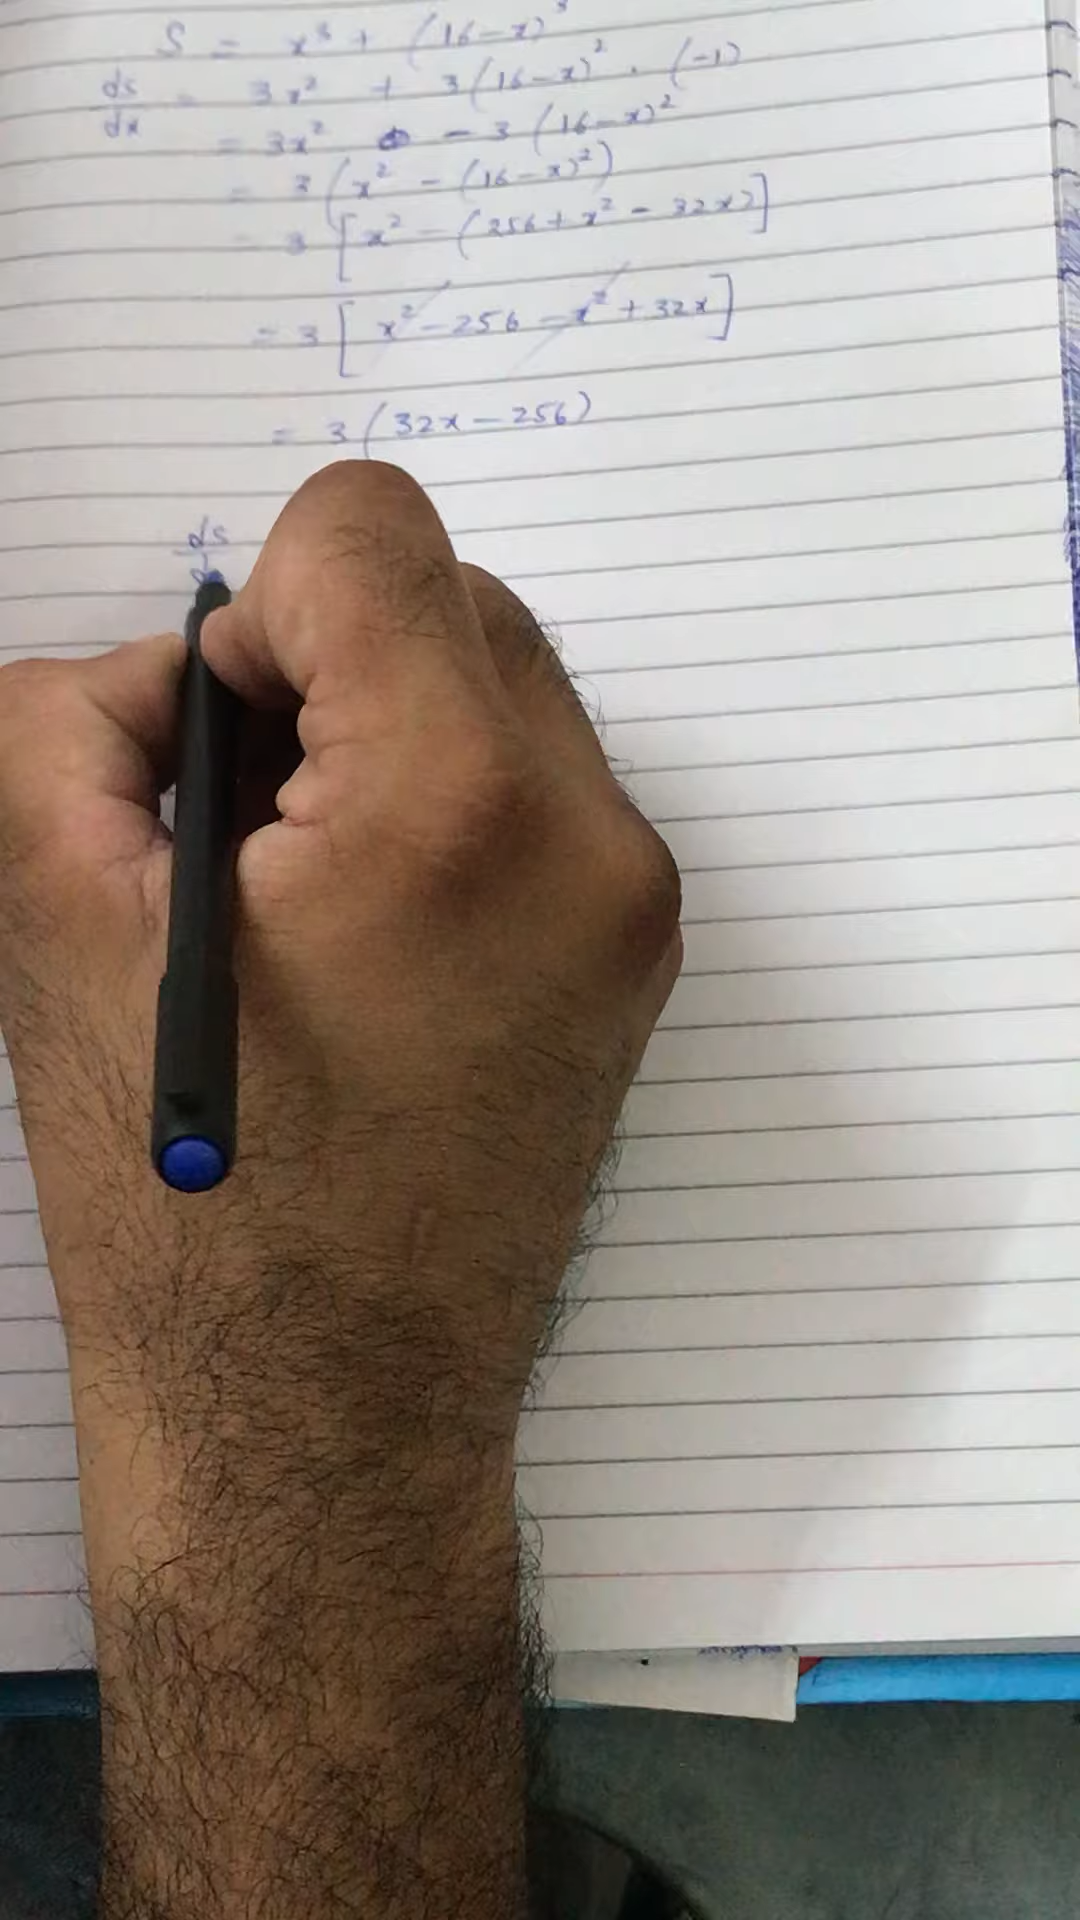 S = x³ + (16-x)³
ds/dx = 3x² + 3(16-x)² . (-1)
= 3x² - 3(16-x)²
= 3(x² - (16-x)²)
= 3[x² - (256+x² - 32x)]
= 3[x² - 256 - x² + 32x]
= 3(32x - 256)
ds